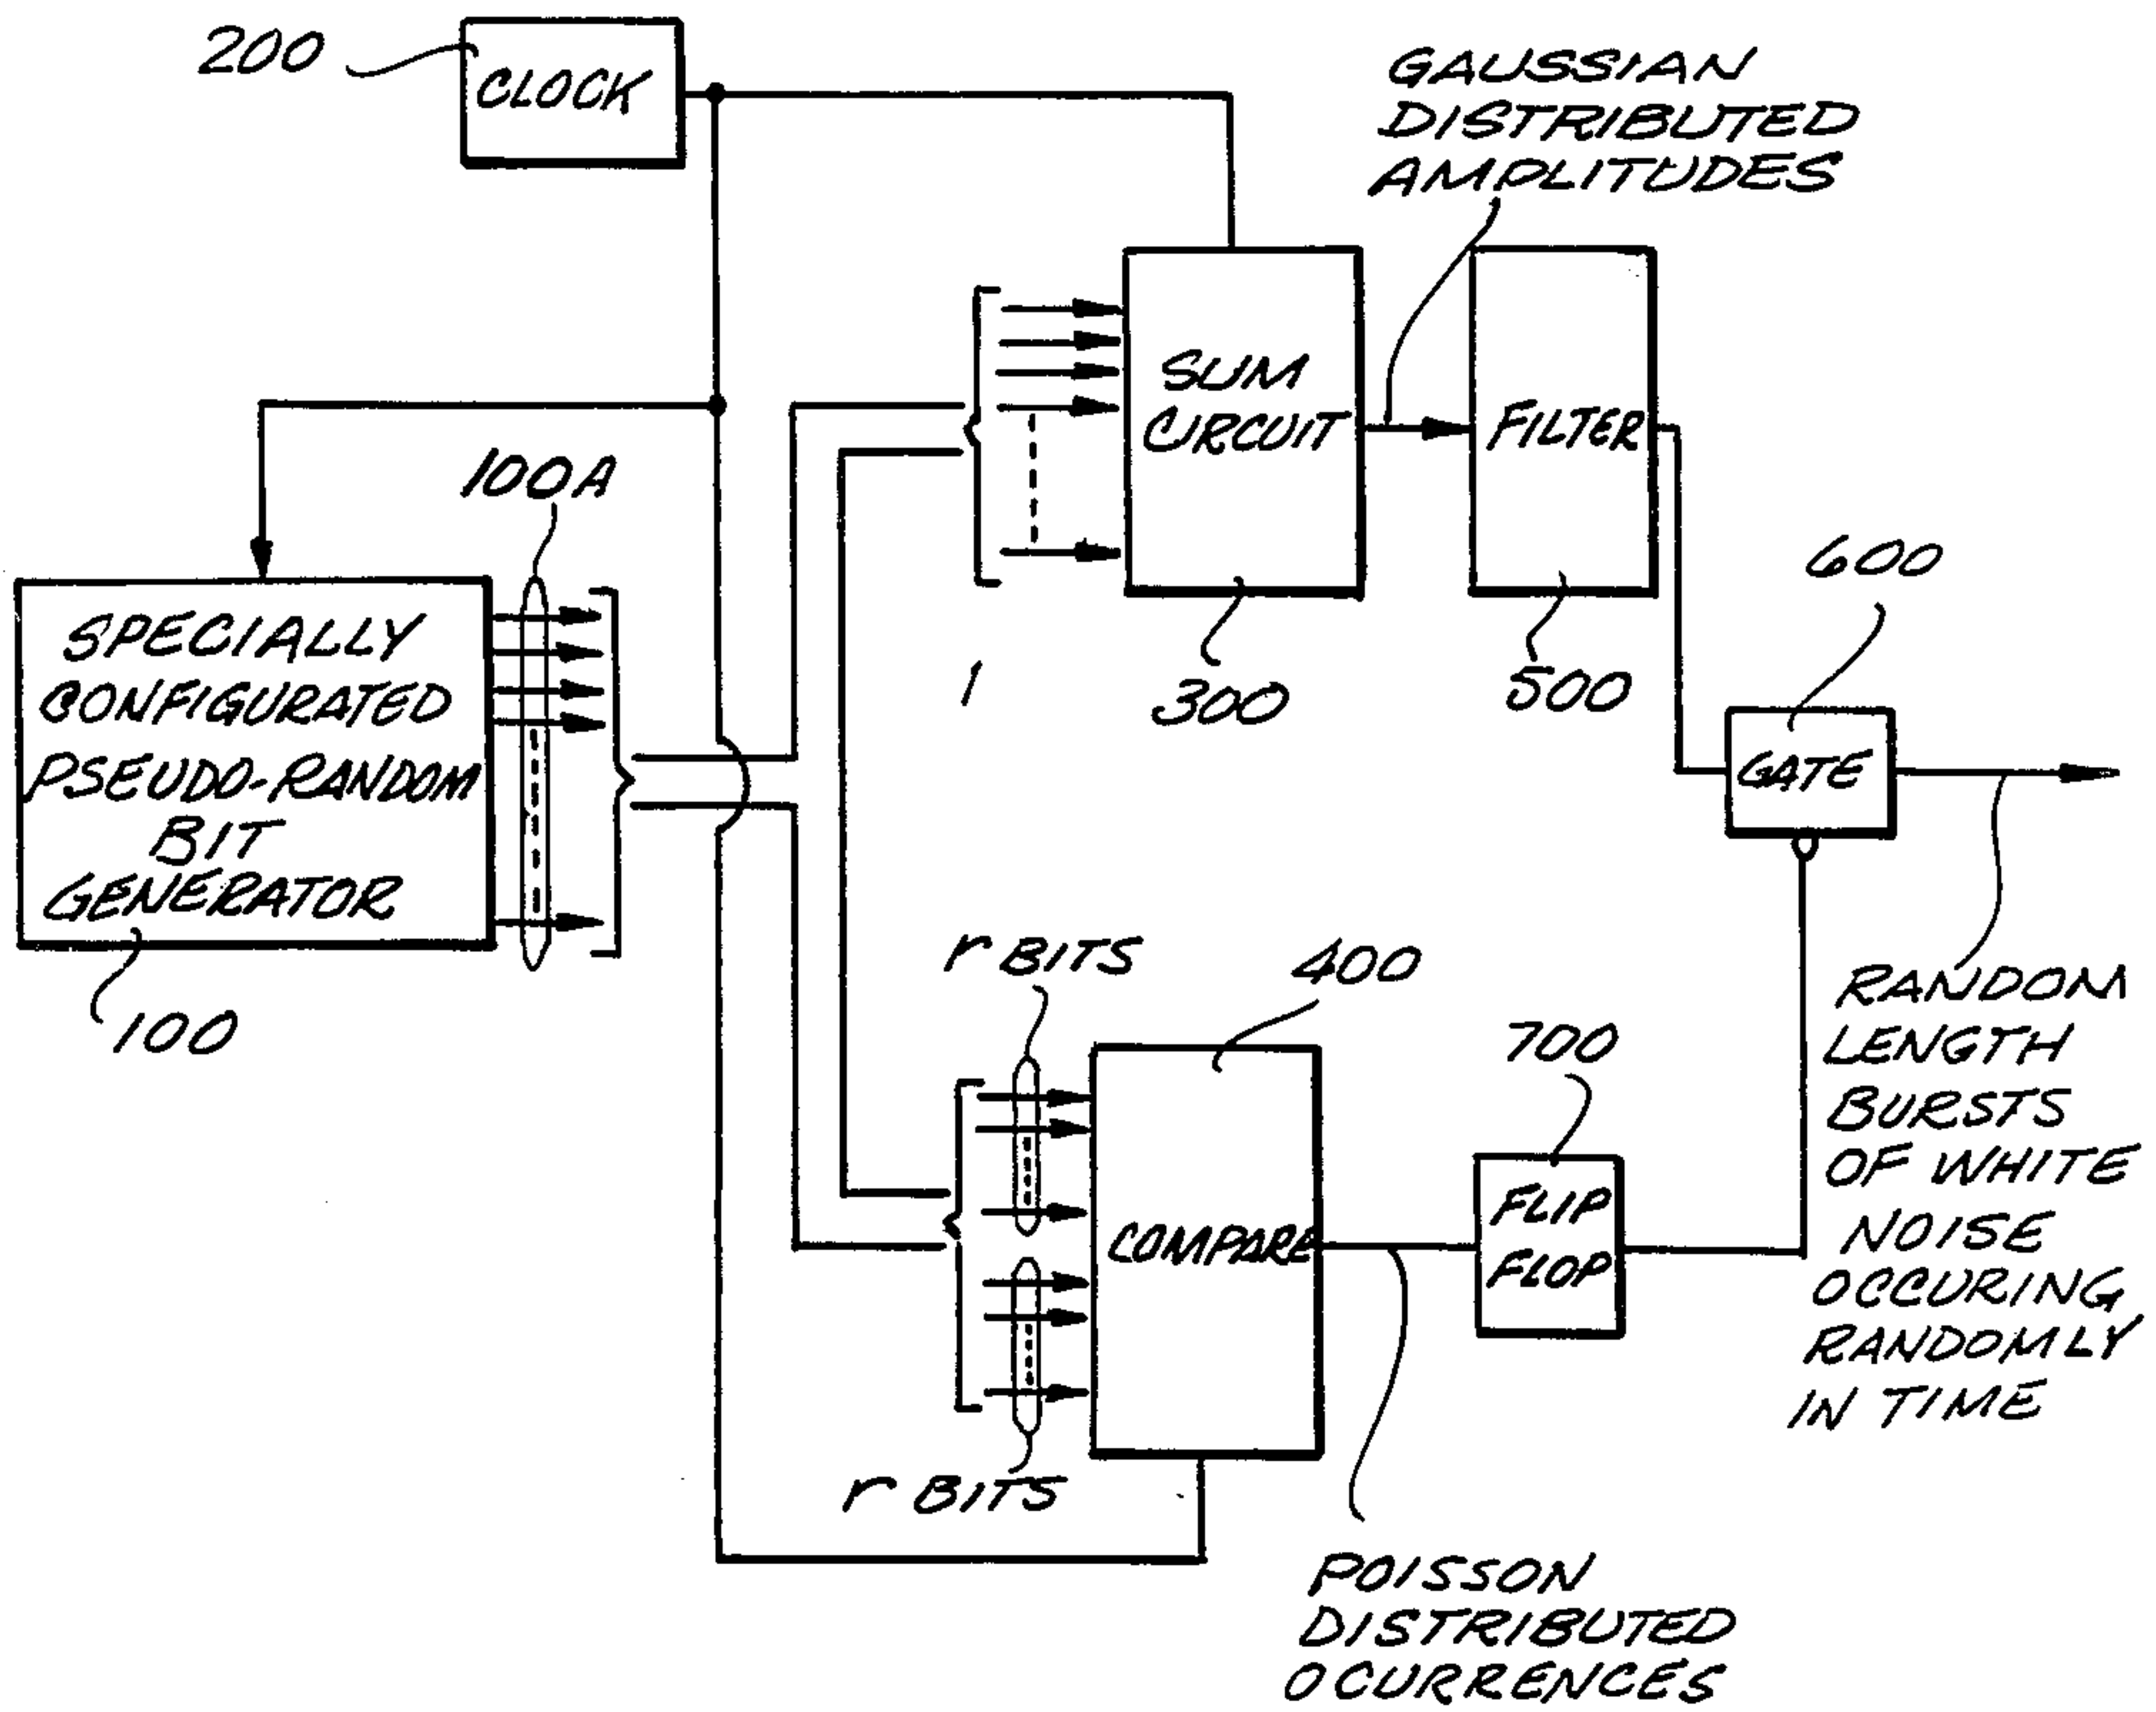 200
CLOCK
GAUSSIAN
DISTRIBUTED
AMPLITUDES
SUM
CIRCUIT
FILTER
100A
600
SPECIALLY
CONFIGURATED
PSEUDO-RANDOM
BIT
GENERATOR
1
300
500
GATE
100
r BITS
400
700
RANDOM
LENGTH
BURSTS
OF WHITE
NOISE
OCCURING
RANDOMLY
IN TIME
COMPARE
FLIP
FLOP
r BITS
POISSON
DISTRIBUTED
OCURRENCES